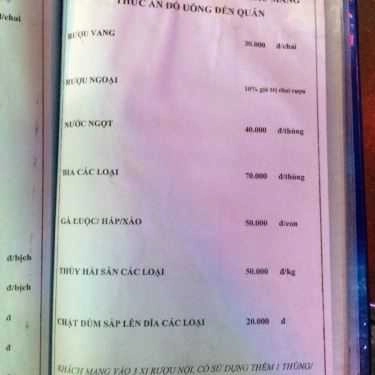 đ/chai
MANG
THỨC ĂN ĐỒ UỐNG ĐẾN QUÁN
RƯỢU VANG 30.000 đ/chai
RƯỢU NGOẠI 10% giá trị chai rượu
NƯỚC NGỌT 40.000 đ/thùng
BIA CÁC LOẠI 70.000 đ/thùng
GÀ LUỘC/ HẤP/XÀO 50.000 đ/con
đ/bịch
THỦY HẢI SẢN CÁC LOẠI 50.000 đ/kg
đ/bịch
đ
CHẶT DÙM SẮP LÊN DĨA CÁC LOẠI 20.000 đ
đ
KHÁCH MANG VÀO 3 XỊ RƯỢU NỘI, CÓ SỬ DỤNG THÊM 1 THÙNG/